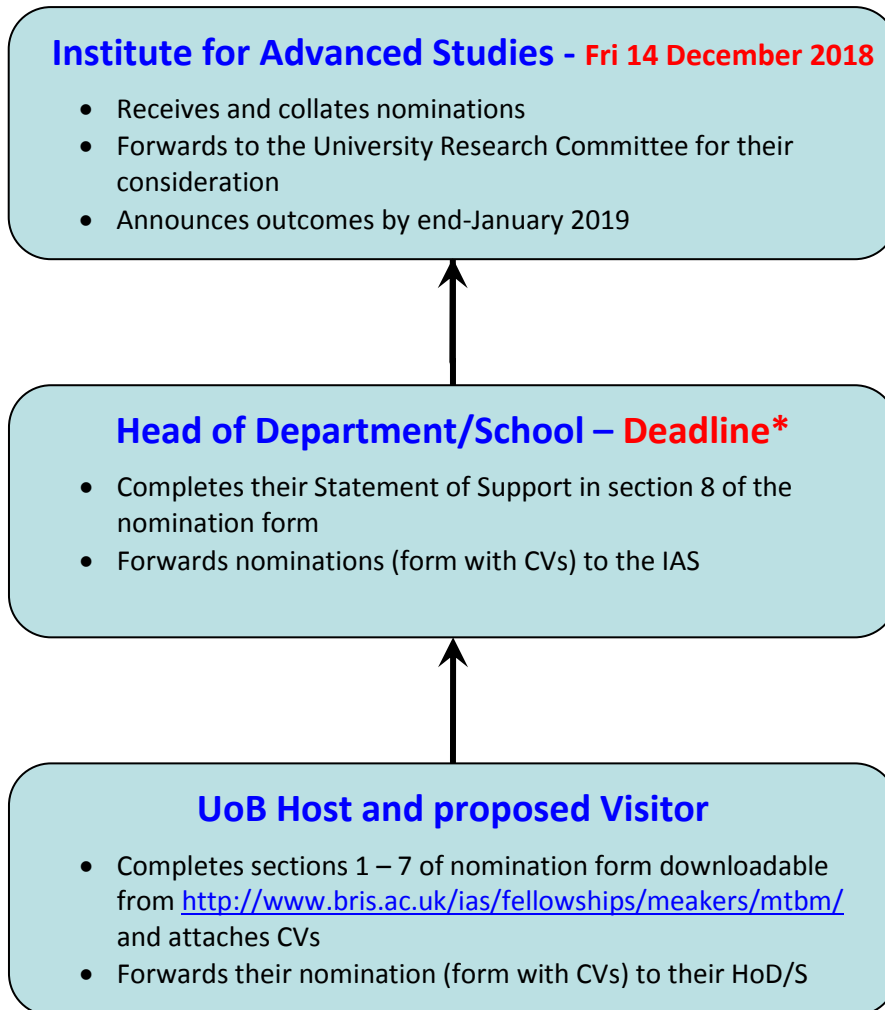 Institute for Advanced Studies - Fri 14 December 2018
• Receives and collates nominations
• Forwards to the University Research Committee for their
consideration
• Announces outcomes by end-January 2019
Head of Department/School – Deadline*
• Completes their Statement of Support in section 8 of the
nomination form
• Forwards nominations (form with CVs) to the IAS
UoB Host and proposed Visitor
• Completes sections 1 – 7 of nomination form downloadable
from http://www.bris.ac.uk/ias/fellowships/meakers/mtbm/
and attaches CVs
• Forwards their nomination (form with CVs) to their HoD/S